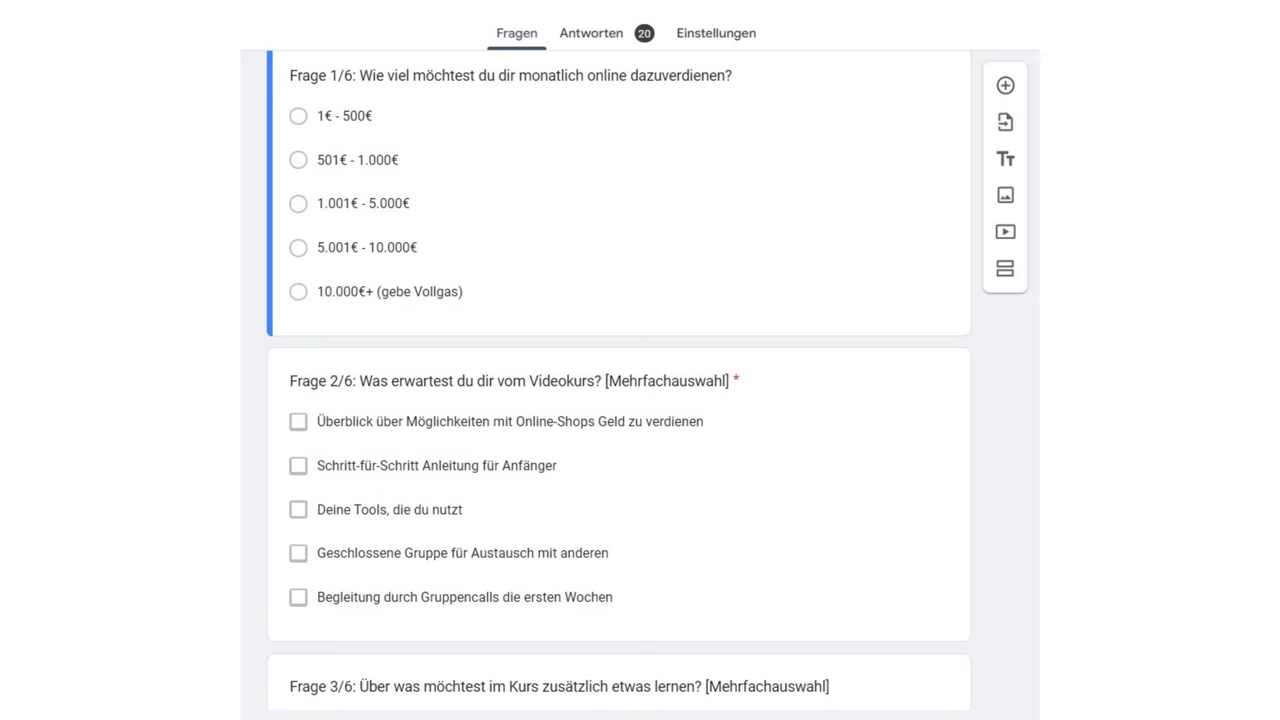 Fragen Antworten 20 Einstellungen
Frage 1/6: Wie viel möchtest du dir monatlich online dazuverdienen?
1€ - 500€
501€ - 1.000€
1.001€ - 5.000€
5.001€ - 10.000€
10.000€+ (gebe Vollgas)
Frage 2/6: Was erwartest du dir vom Videokurs? [Mehrfachauswahl] *
Überblick über Möglichkeiten mit Online-Shops Geld zu verdienen
Schritt-für-Schritt Anleitung für Anfänger
Deine Tools, die du nutzt
Geschlossene Gruppe für Austausch mit anderen
Begleitung durch Gruppencalls die ersten Wochen
Frage 3/6: Über was möchtest im Kurs zusätzlich etwas lernen? [Mehrfachauswahl]